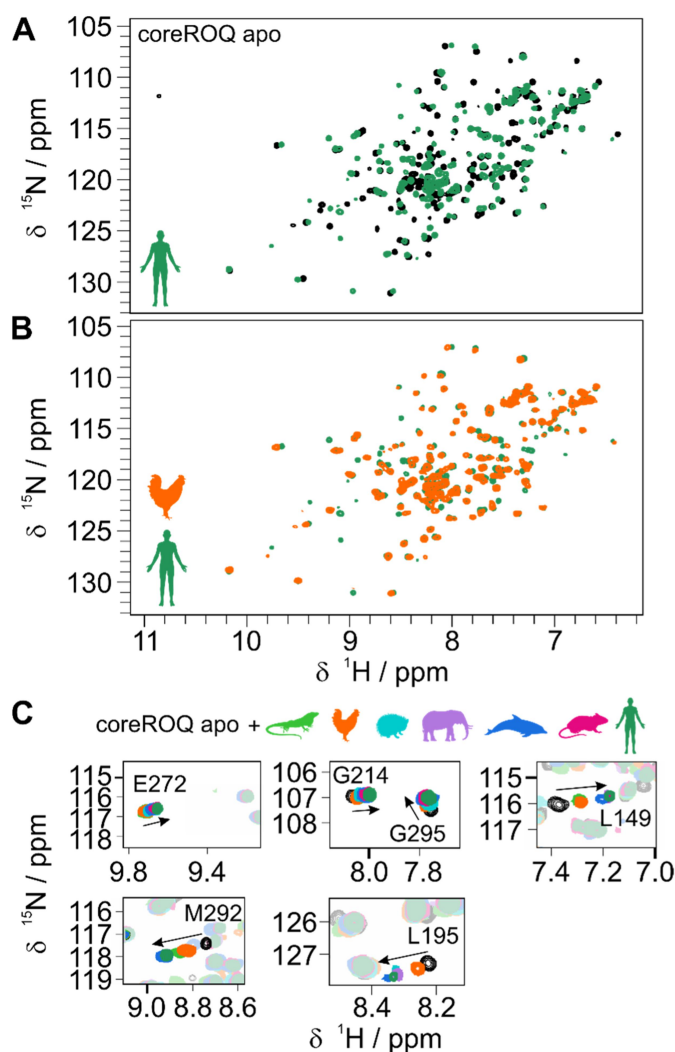 A
coreROQ apo
105
110
115
120
125
130
δ ¹⁵N / ppm
B
105
110
115
120
125
130
δ ¹⁵N / ppm
11 10 9 8 7
δ ¹H / ppm
C
coreROQ apo +
115
116
117
118
E272
9.8 9.4
106
107
108
G214
G295
8.0 7.8
115
116
117
L149
7.4 7.2 7.0
116
117
118
119
M292
9.0 8.8 8.6
126
127
L195
8.4 8.2
δ ¹⁵N / ppm
δ ¹H / ppm